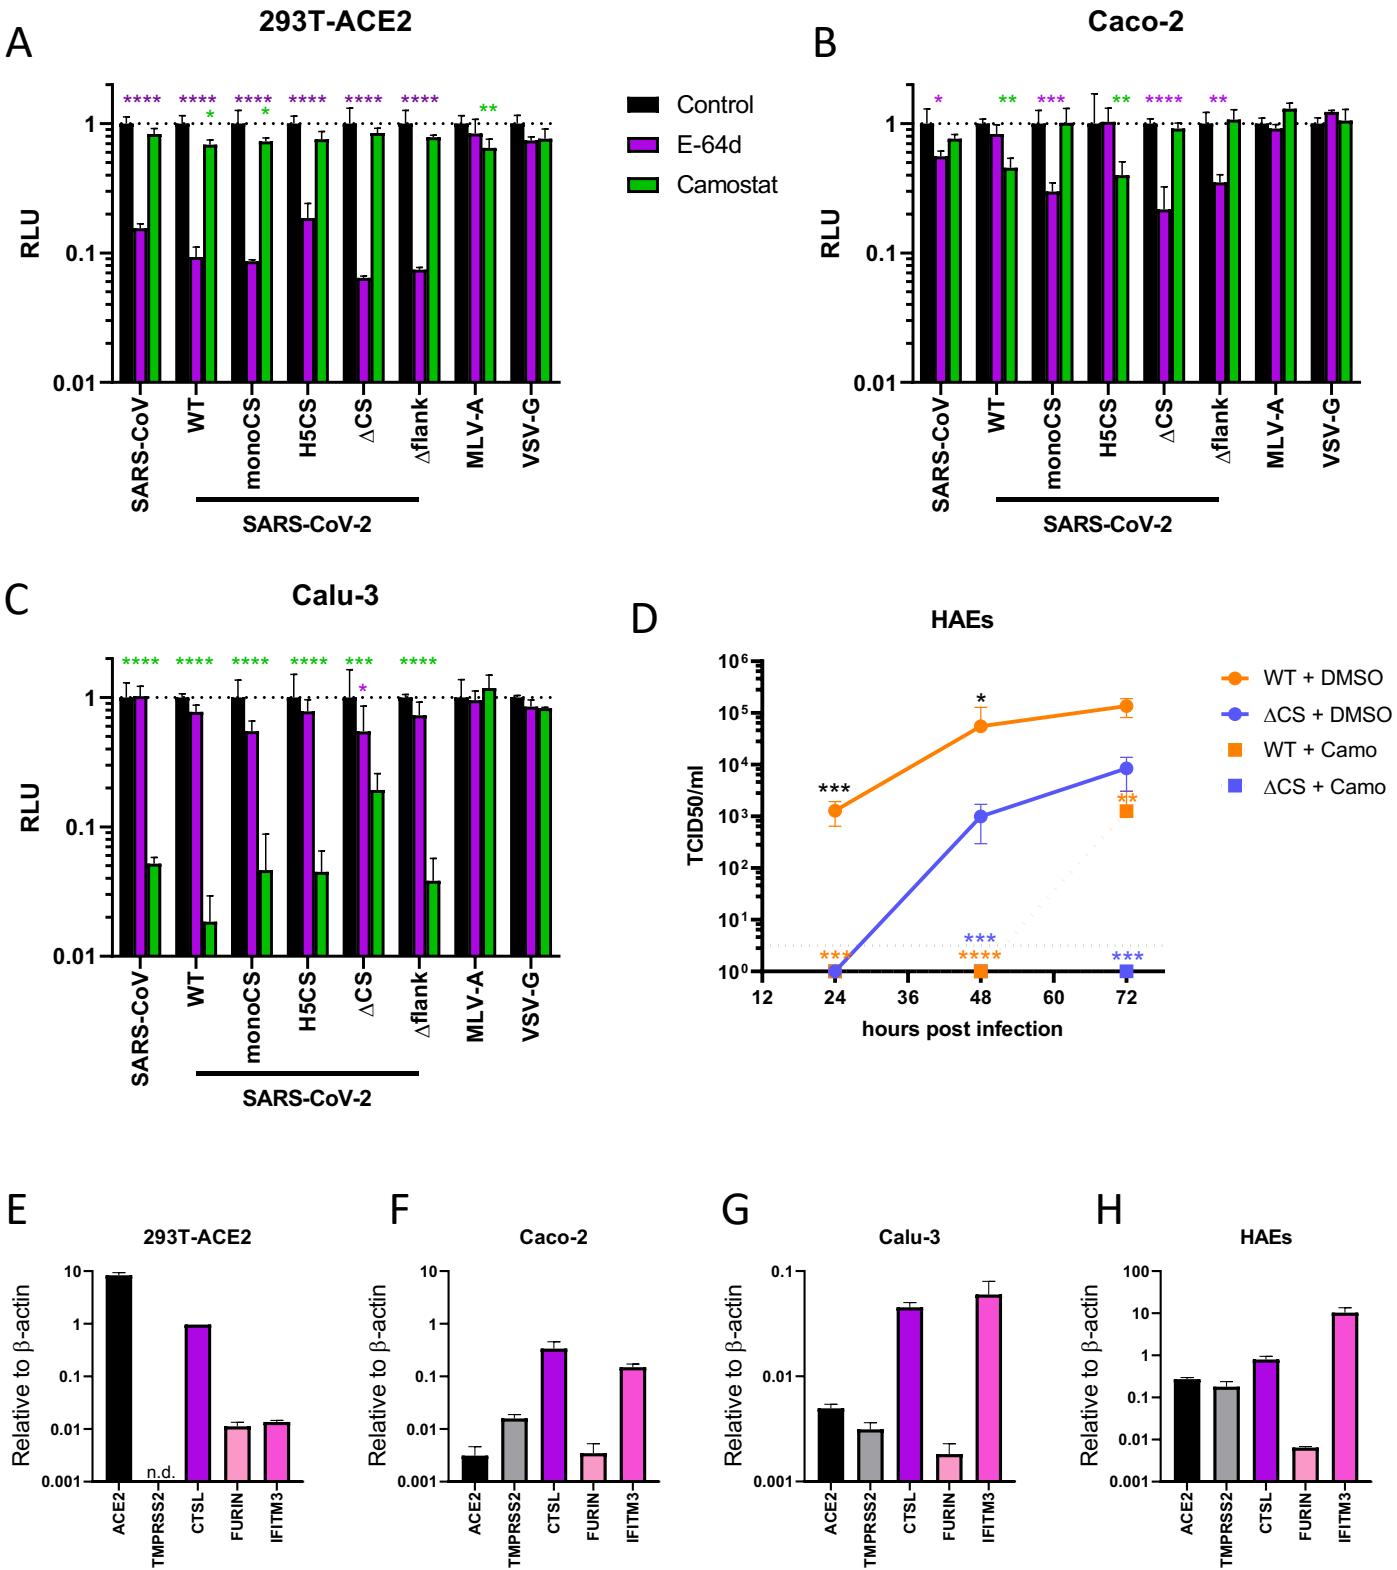 A
293T-ACE2
**** **** **** **** **** ****
* * **
1
0.1
0.01
RLU
SARS-CoV
WT
monoCS
H5CS
ΔCS
Δflank
MLV-A
VSV-G
SARS-CoV-2
Control
E-64d
Camostat
B
Caco-2
* ** *** ** **** **
1
0.1
0.01
RLU
SARS-CoV
WT
monoCS
H5CS
ΔCS
Δflank
MLV-A
VSV-G
SARS-CoV-2
C
Calu-3
**** **** **** **** *** ****
*
1
0.1
0.01
RLU
SARS-CoV
WT
monoCS
H5CS
ΔCS
Δflank
MLV-A
VSV-G
SARS-CoV-2
D
HAEs
10⁶
10⁵
10⁴
10³
10²
10¹
10⁰
TCID50/ml
***
*
**
***
*** **** ***
12 24 36 48 60 72
hours post infection
WT + DMSO
ΔCS + DMSO
WT + Camo
ΔCS + Camo
E
293T-ACE2
10
1
0.1
0.01
0.001
Relative to β-actin
n.d.
ACE2
TMPRSS2
CTSL
FURIN
IFITM3
F
Caco-2
10
1
0.1
0.01
0.001
Relative to β-actin
ACE2
TMPRSS2
CTSL
FURIN
IFITM3
G
Calu-3
0.1
0.01
0.001
Relative to β-actin
ACE2
TMPRSS2
CTSL
FURIN
IFITM3
H
HAEs
100
10
1
0.1
0.01
0.001
Relative to β-actin
ACE2
TMPRSS2
CTSL
FURIN
IFITM3